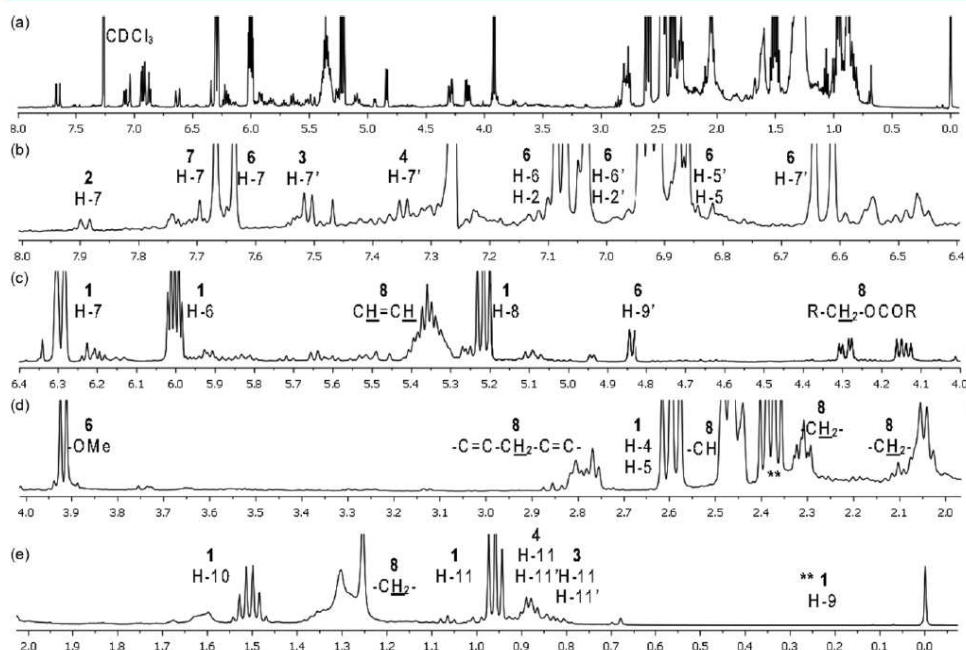 (a)
CDCl3
8.0 7.5 7.0 6.5 6.0 5.5 5.0 4.5 4.0 3.5 3.0 2.5 2.0 1.5 1.0 0.5 0.0
(b)
2 7 6 3 4 6 6 6 6
H-7 H-7 H-7 H-7' H-7' H-6 H-6' H-5' H-7'
H-2 H-2' H-5
8.0 7.9 7.8 7.7 7.6 7.5 7.4 7.3 7.2 7.1 7.0 6.9 6.8 6.7 6.6 6.5 6.4
(c)
1 1 8 1 6 8
H-7 H-6 CH=CH H-8 H-9' R-CH2-OCOR
6.4 6.3 6.2 6.1 6.0 5.9 5.8 5.7 5.6 5.5 5.4 5.3 5.2 5.1 5.0 4.9 4.8 4.7 4.6 4.5 4.4 4.3 4.2 4.1 4.0
(d)
6 8 1 8 8 8
-OMe -C=C-CH2-C=C- H-4 -CH -CH2- -CH2-
H-5
**
4.0 3.9 3.8 3.7 3.6 3.5 3.4 3.3 3.2 3.1 3.0 2.9 2.8 2.7 2.6 2.5 2.4 2.3 2.2 2.1 2.0
(e)
1 8 1 4 3 ** 1
H-10 -CH2- H-11 H-11 H-11 H-9
H-11' H-11'
2.0 1.9 1.8 1.7 1.6 1.5 1.4 1.3 1.2 1.1 1.0 0.9 0.8 0.7 0.6 0.5 0.4 0.3 0.2 0.1 0.0